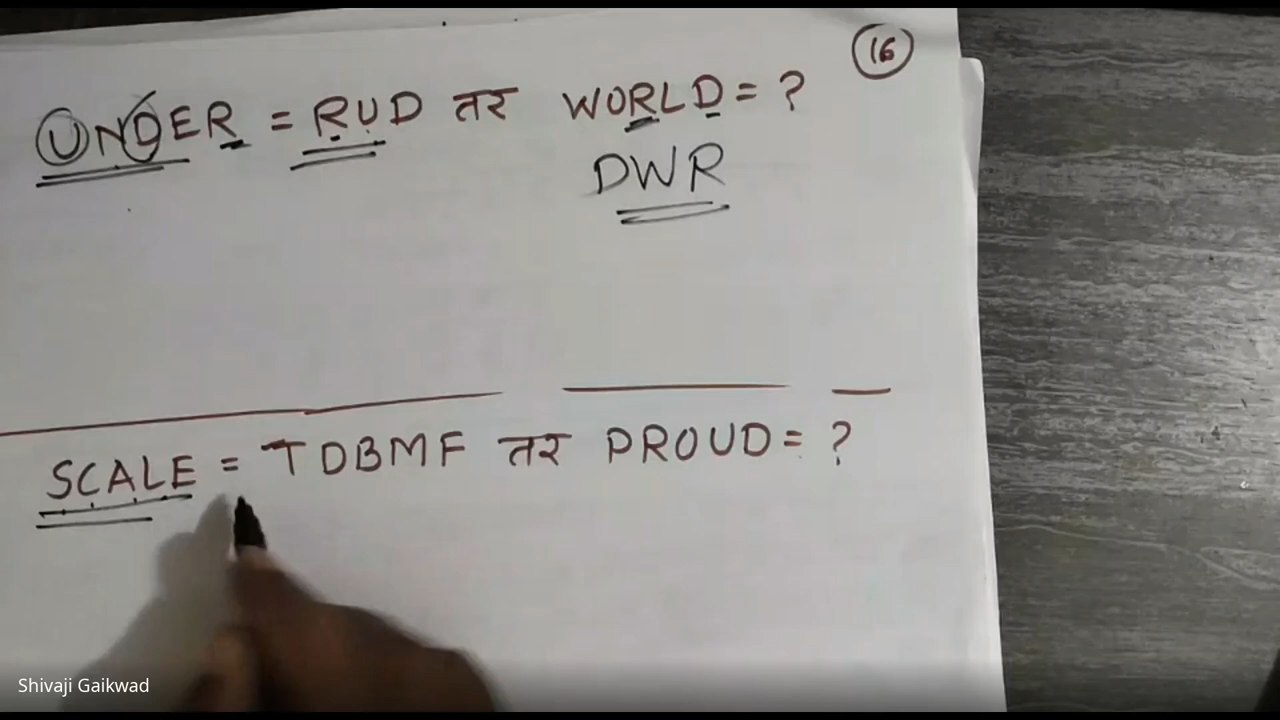 16
UNDER = RUD तर WORLD = ?
DWR
SCALE = TDBMF तर PROUD = ?
Shivaji Gaikwad